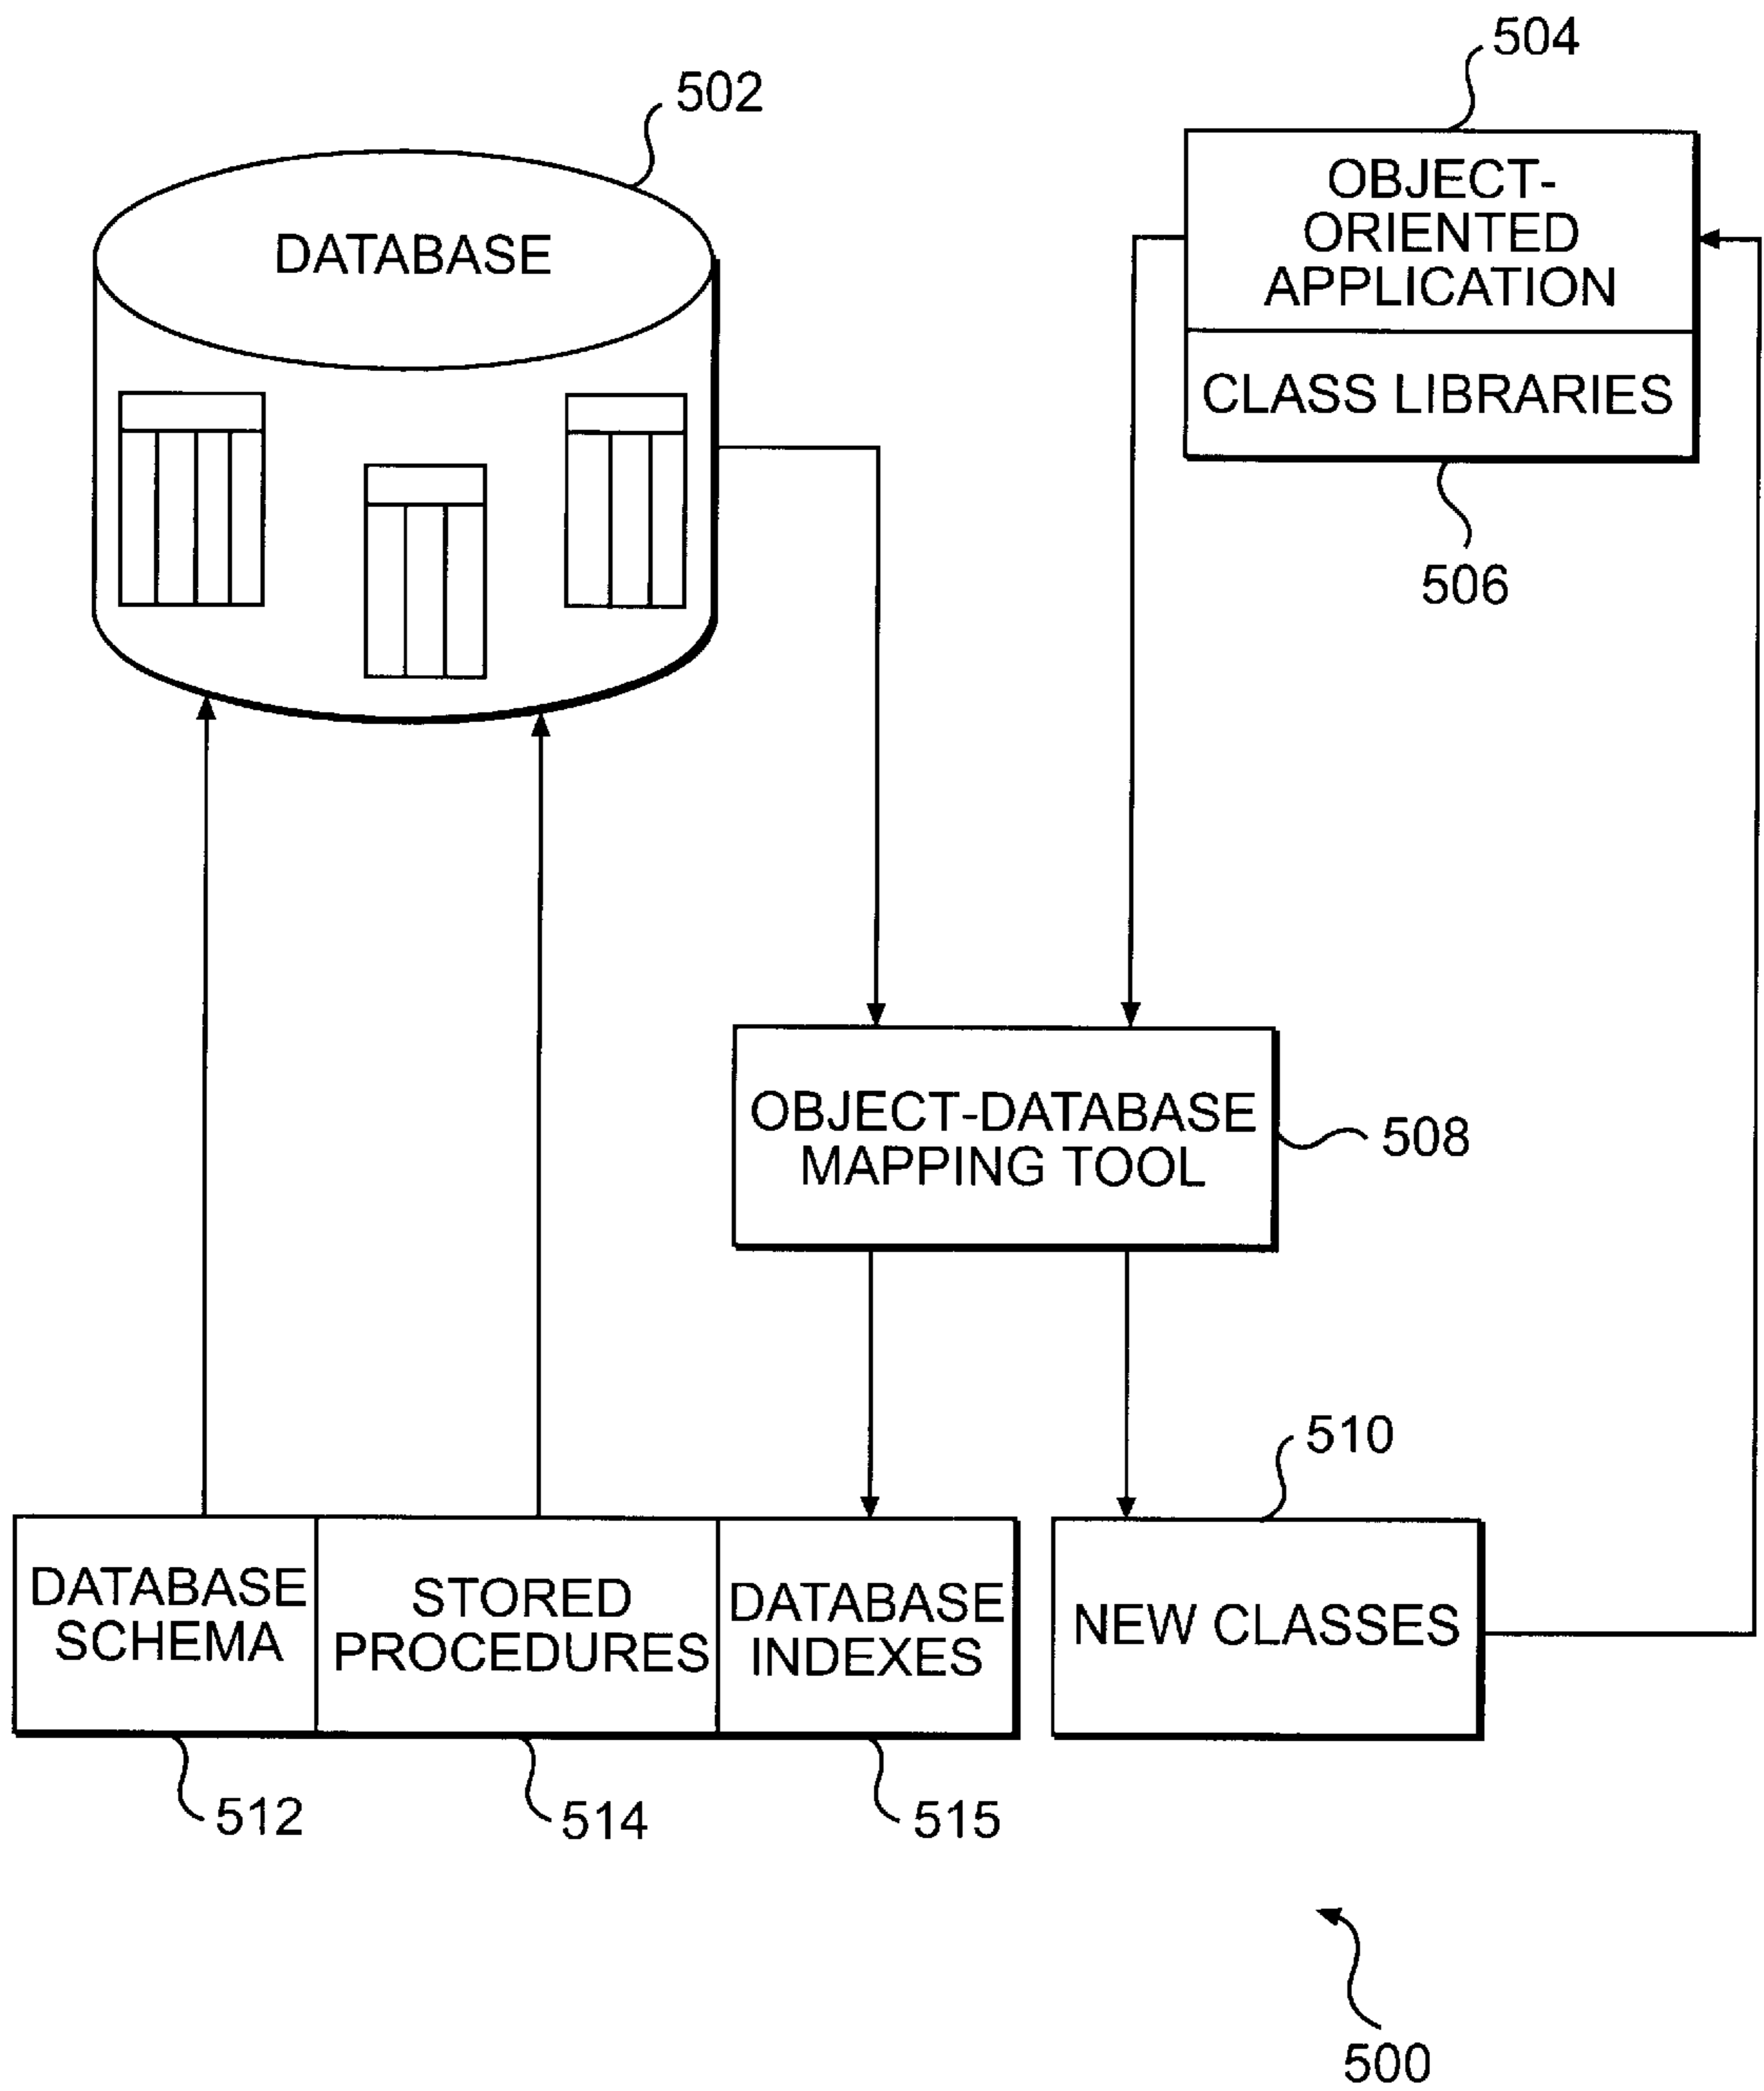 504
502
DATABASE
OBJECT-
ORIENTED
APPLICATION
CLASS LIBRARIES
506
OBJECT-DATABASE
MAPPING TOOL
508
510
DATABASE
SCHEMA
STORED
PROCEDURES
DATABASE
INDEXES
NEW CLASSES
512
514
515
500